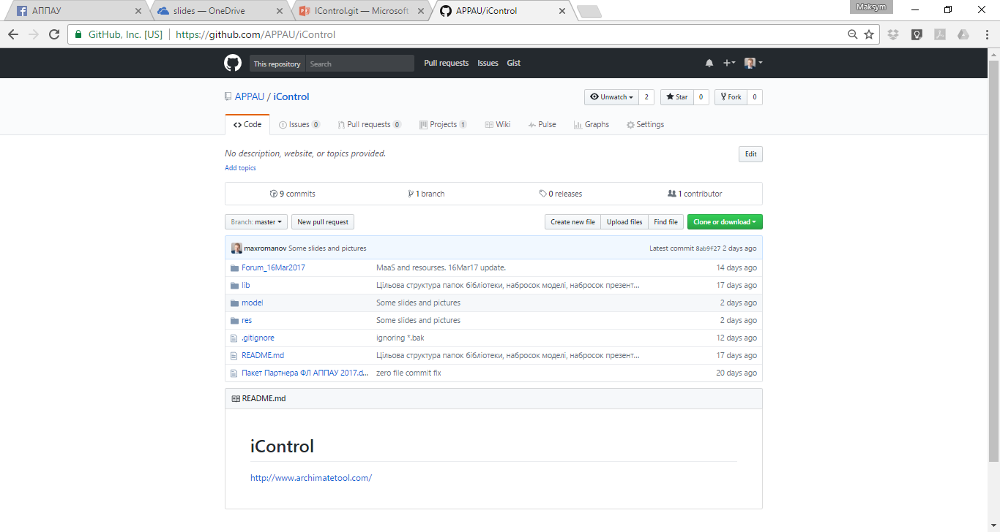 АППАУ
slides — OneDrive
IControl.git — Microsoft
APPAU/iControl
Maksym
GitHub, Inc. [US]
https://github.com/APPAU/iControl
This repository
Search
Pull requests
Issues
Gist
APPAU / iControl
Unwatch 2
Star 0
Fork 0
Code
Issues 0
Pull requests 0
Projects 1
Wiki
Pulse
Graphs
Settings
No description, website, or topics provided.
Edit
Add topics
9 commits
1 branch
0 releases
1 contributor
Branch: master
New pull request
Create new file
Upload files
Find file
Clone or download
maxromanov Some slides and pictures
Latest commit 8ab9f27 2 days ago
Forum_16Mar2017 MaaS and resourses. 16Mar17 update. 14 days ago
lib Цільова структура папок бібліотеки, набросок моделі, набросок презент... 17 days ago
model Some slides and pictures 2 days ago
res Some slides and pictures 2 days ago
.gitignore ignoring *.bak 12 days ago
README.md Цільова структура папок бібліотеки, набросок моделі, набросок презент... 17 days ago
Пакет Партнера ФЛ АППАУ 2017.d... zero file commit fix 20 days ago
README.md
iControl
http://www.archimatetool.com/